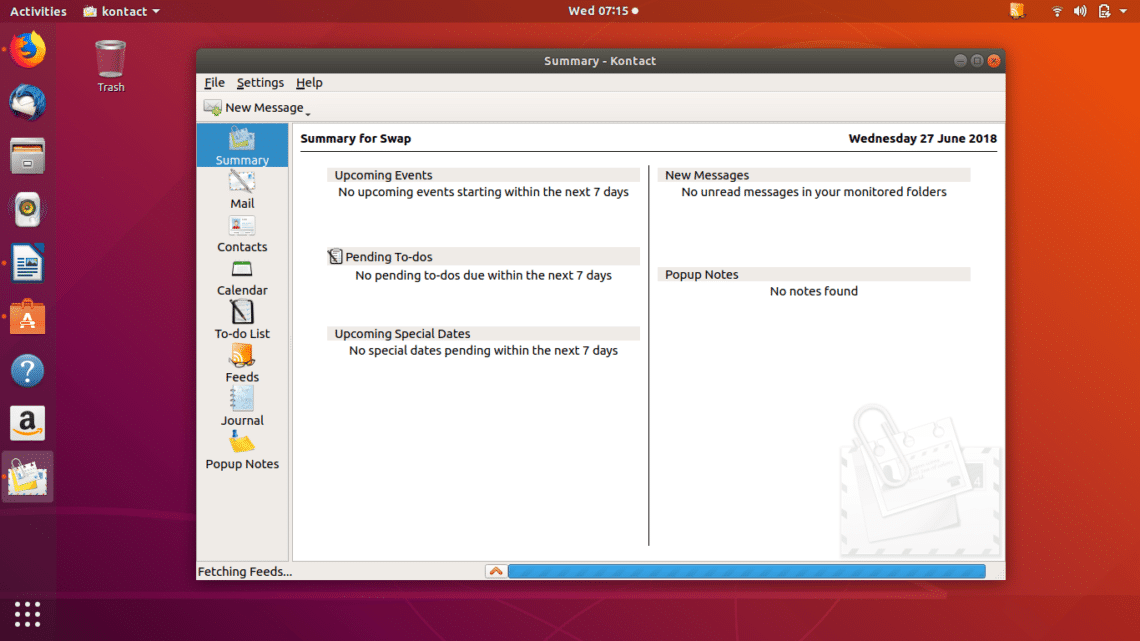 Activities
kontact
Wed 07:15
Trash
Summary - Kontact
File Settings Help
New Message
Summary
Mail
Contacts
Calendar
To-do List
Feeds
Journal
Popup Notes
Summary for Swap
Wednesday 27 June 2018
Upcoming Events
No upcoming events starting within the next 7 days
Pending To-dos
No pending to-dos due within the next 7 days
Upcoming Special Dates
No special dates pending within the next 7 days
New Messages
No unread messages in your monitored folders
Popup Notes
No notes found
Fetching Feeds...